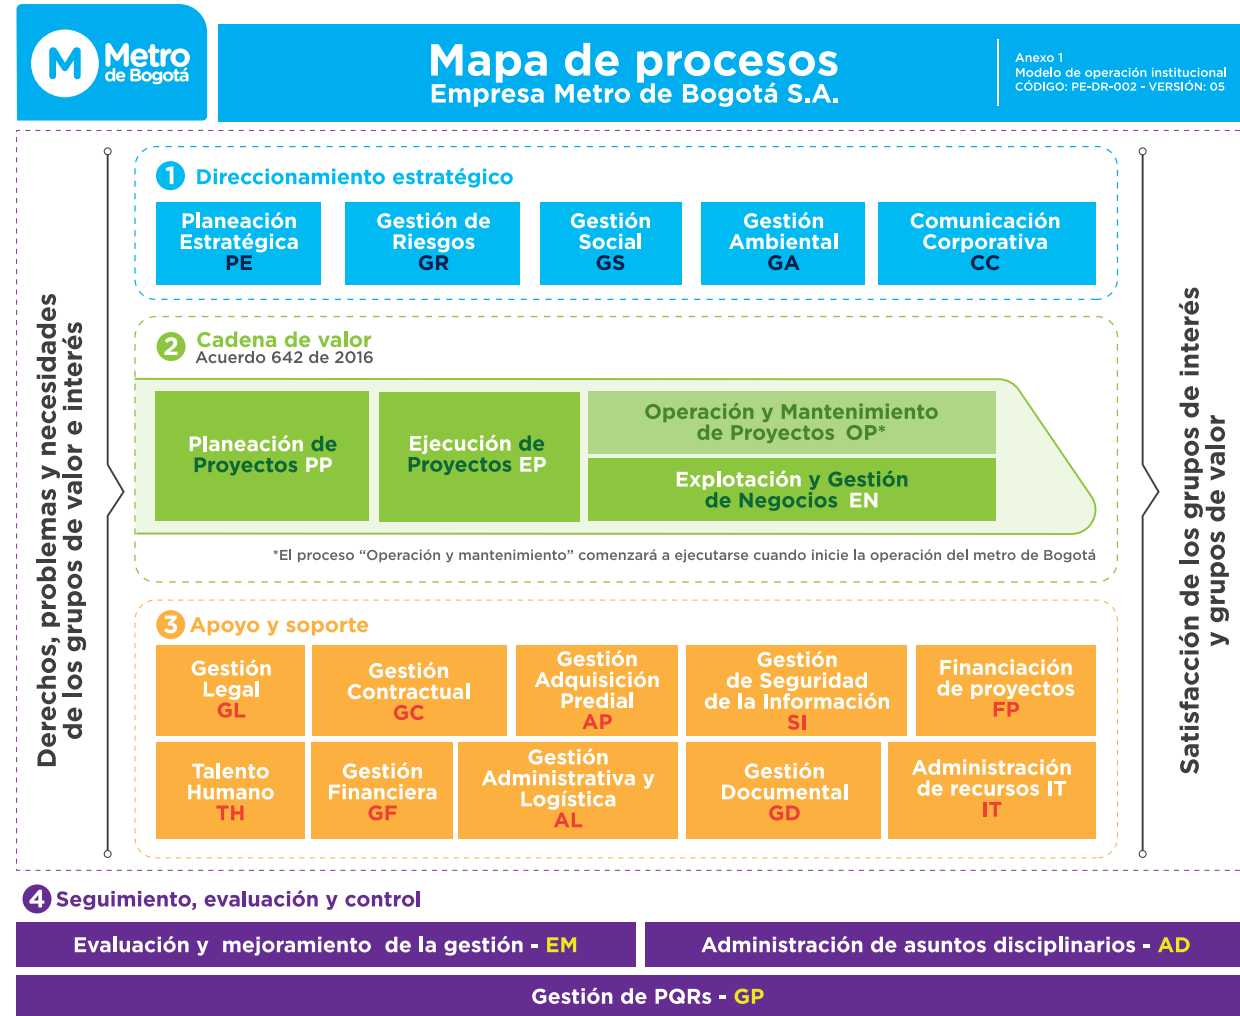 Metro
de Bogotá
Mapa de procesos
Empresa Metro de Bogotá S.A.
Anexo 1
Modelo de operación institucional
CÓDIGO: PE-DR-002 - VERSIÓN: 05
Derechos, problemas y necesidades
de los grupos de valor e interés
1 Direccionamiento estratégico
Planeación
Estratégica
PE
Gestión de
Riesgos
GR
Gestión
Social
GS
Gestión
Ambiental
GA
Comunicación
Corporativa
CC
2 Cadena de valor
Acuerdo 642 de 2016
Planeación de
Proyectos PP
Ejecución de
Proyectos EP
Operación y Mantenimiento
de Proyectos OP*
Explotación y Gestión
de Negocios EN
*El proceso “Operación y mantenimiento” comenzará a ejecutarse cuando inicie la operación del metro de Bogotá
3 Apoyo y soporte
Gestión
Legal
GL
Gestión
Contractual
GC
Gestión
Adquisición
Predial
AP
Gestión
de Seguridad
de la Información
SI
Financiación
de proyectos
FP
Talento
Humano
TH
Gestión
Financiera
GF
Gestión
Administrativa y
Logística
AL
Gestión
Documental
GD
Administración
de recursos IT
IT
Satisfacción de los grupos de interés
y grupos de valor
4 Seguimiento, evaluación y control
Evaluación y mejoramiento de la gestión - EM
Administración de asuntos disciplinarios - AD
Gestión de PQRs - GP